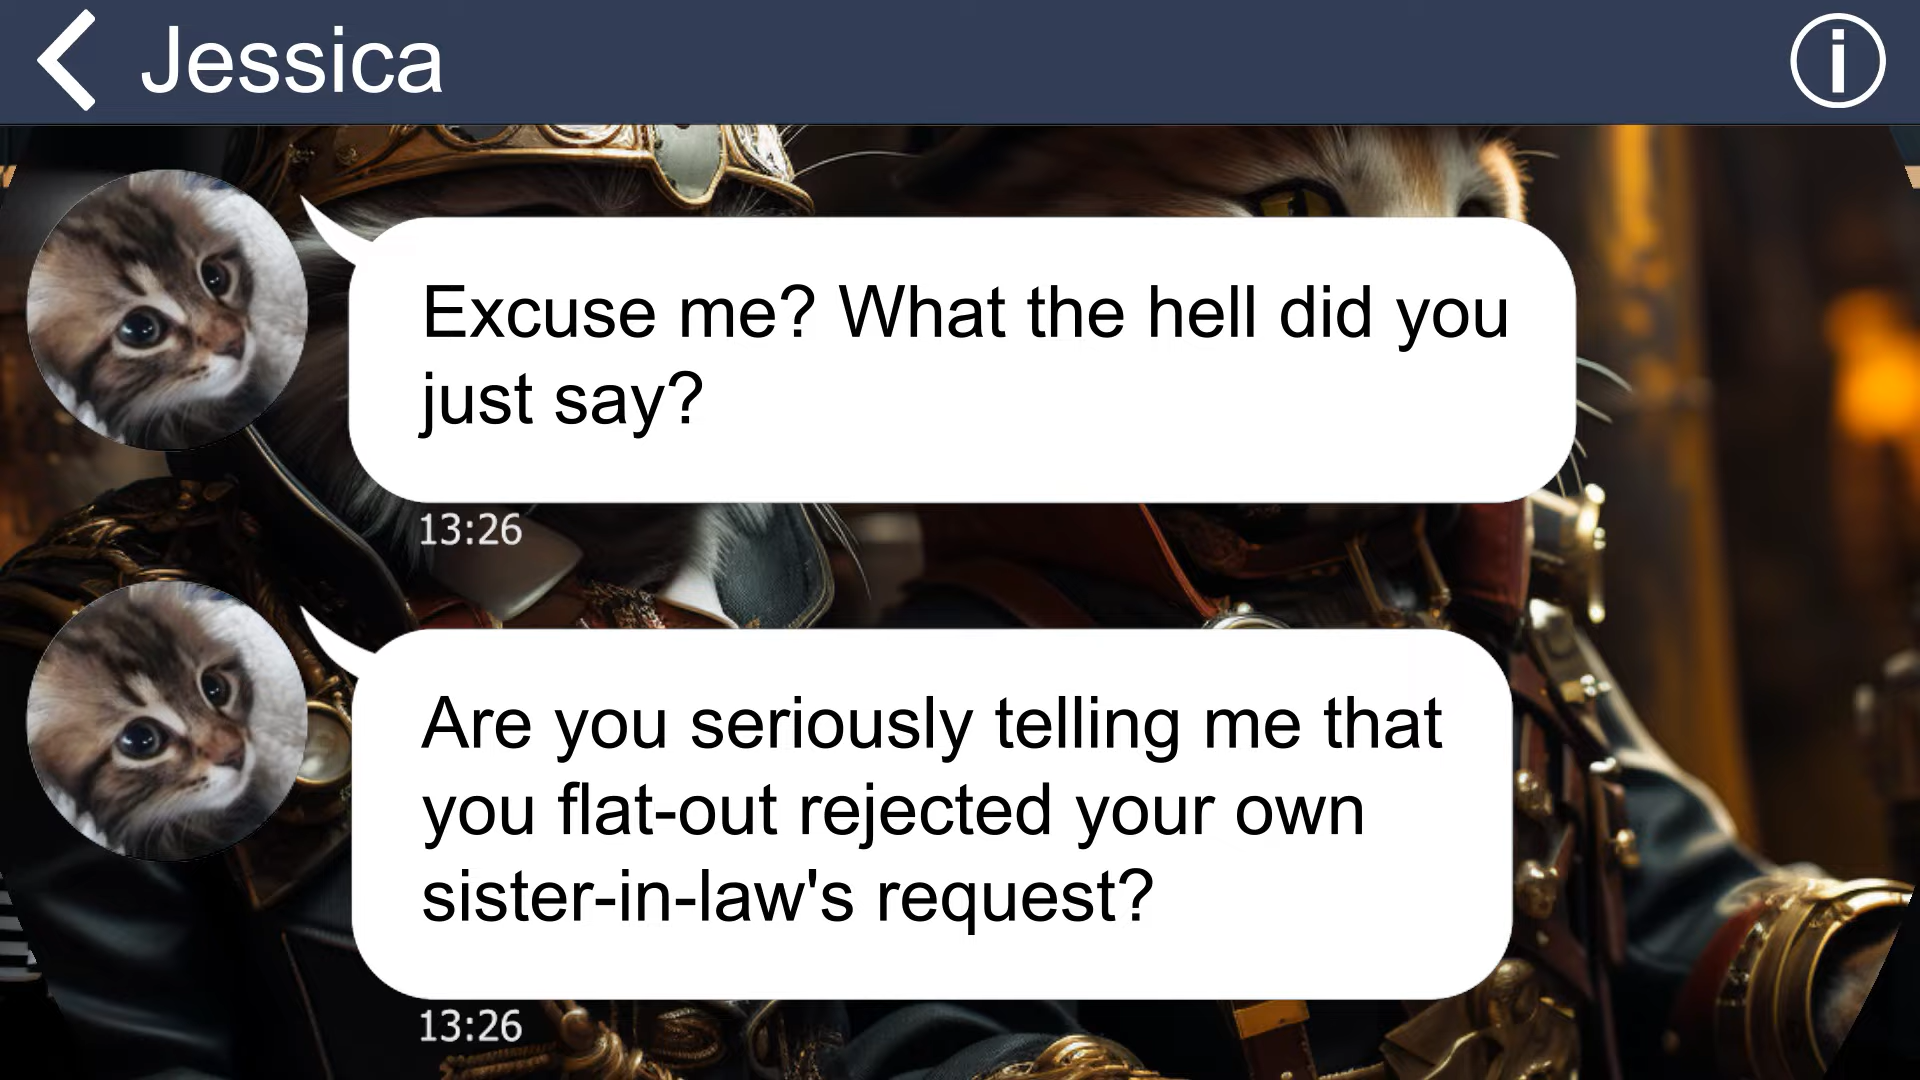 Jessica
Excuse me? What the hell did you
just say?
13:26
Are you seriously telling me that
you flat-out rejected your own
sister-in-law's request?
13:26